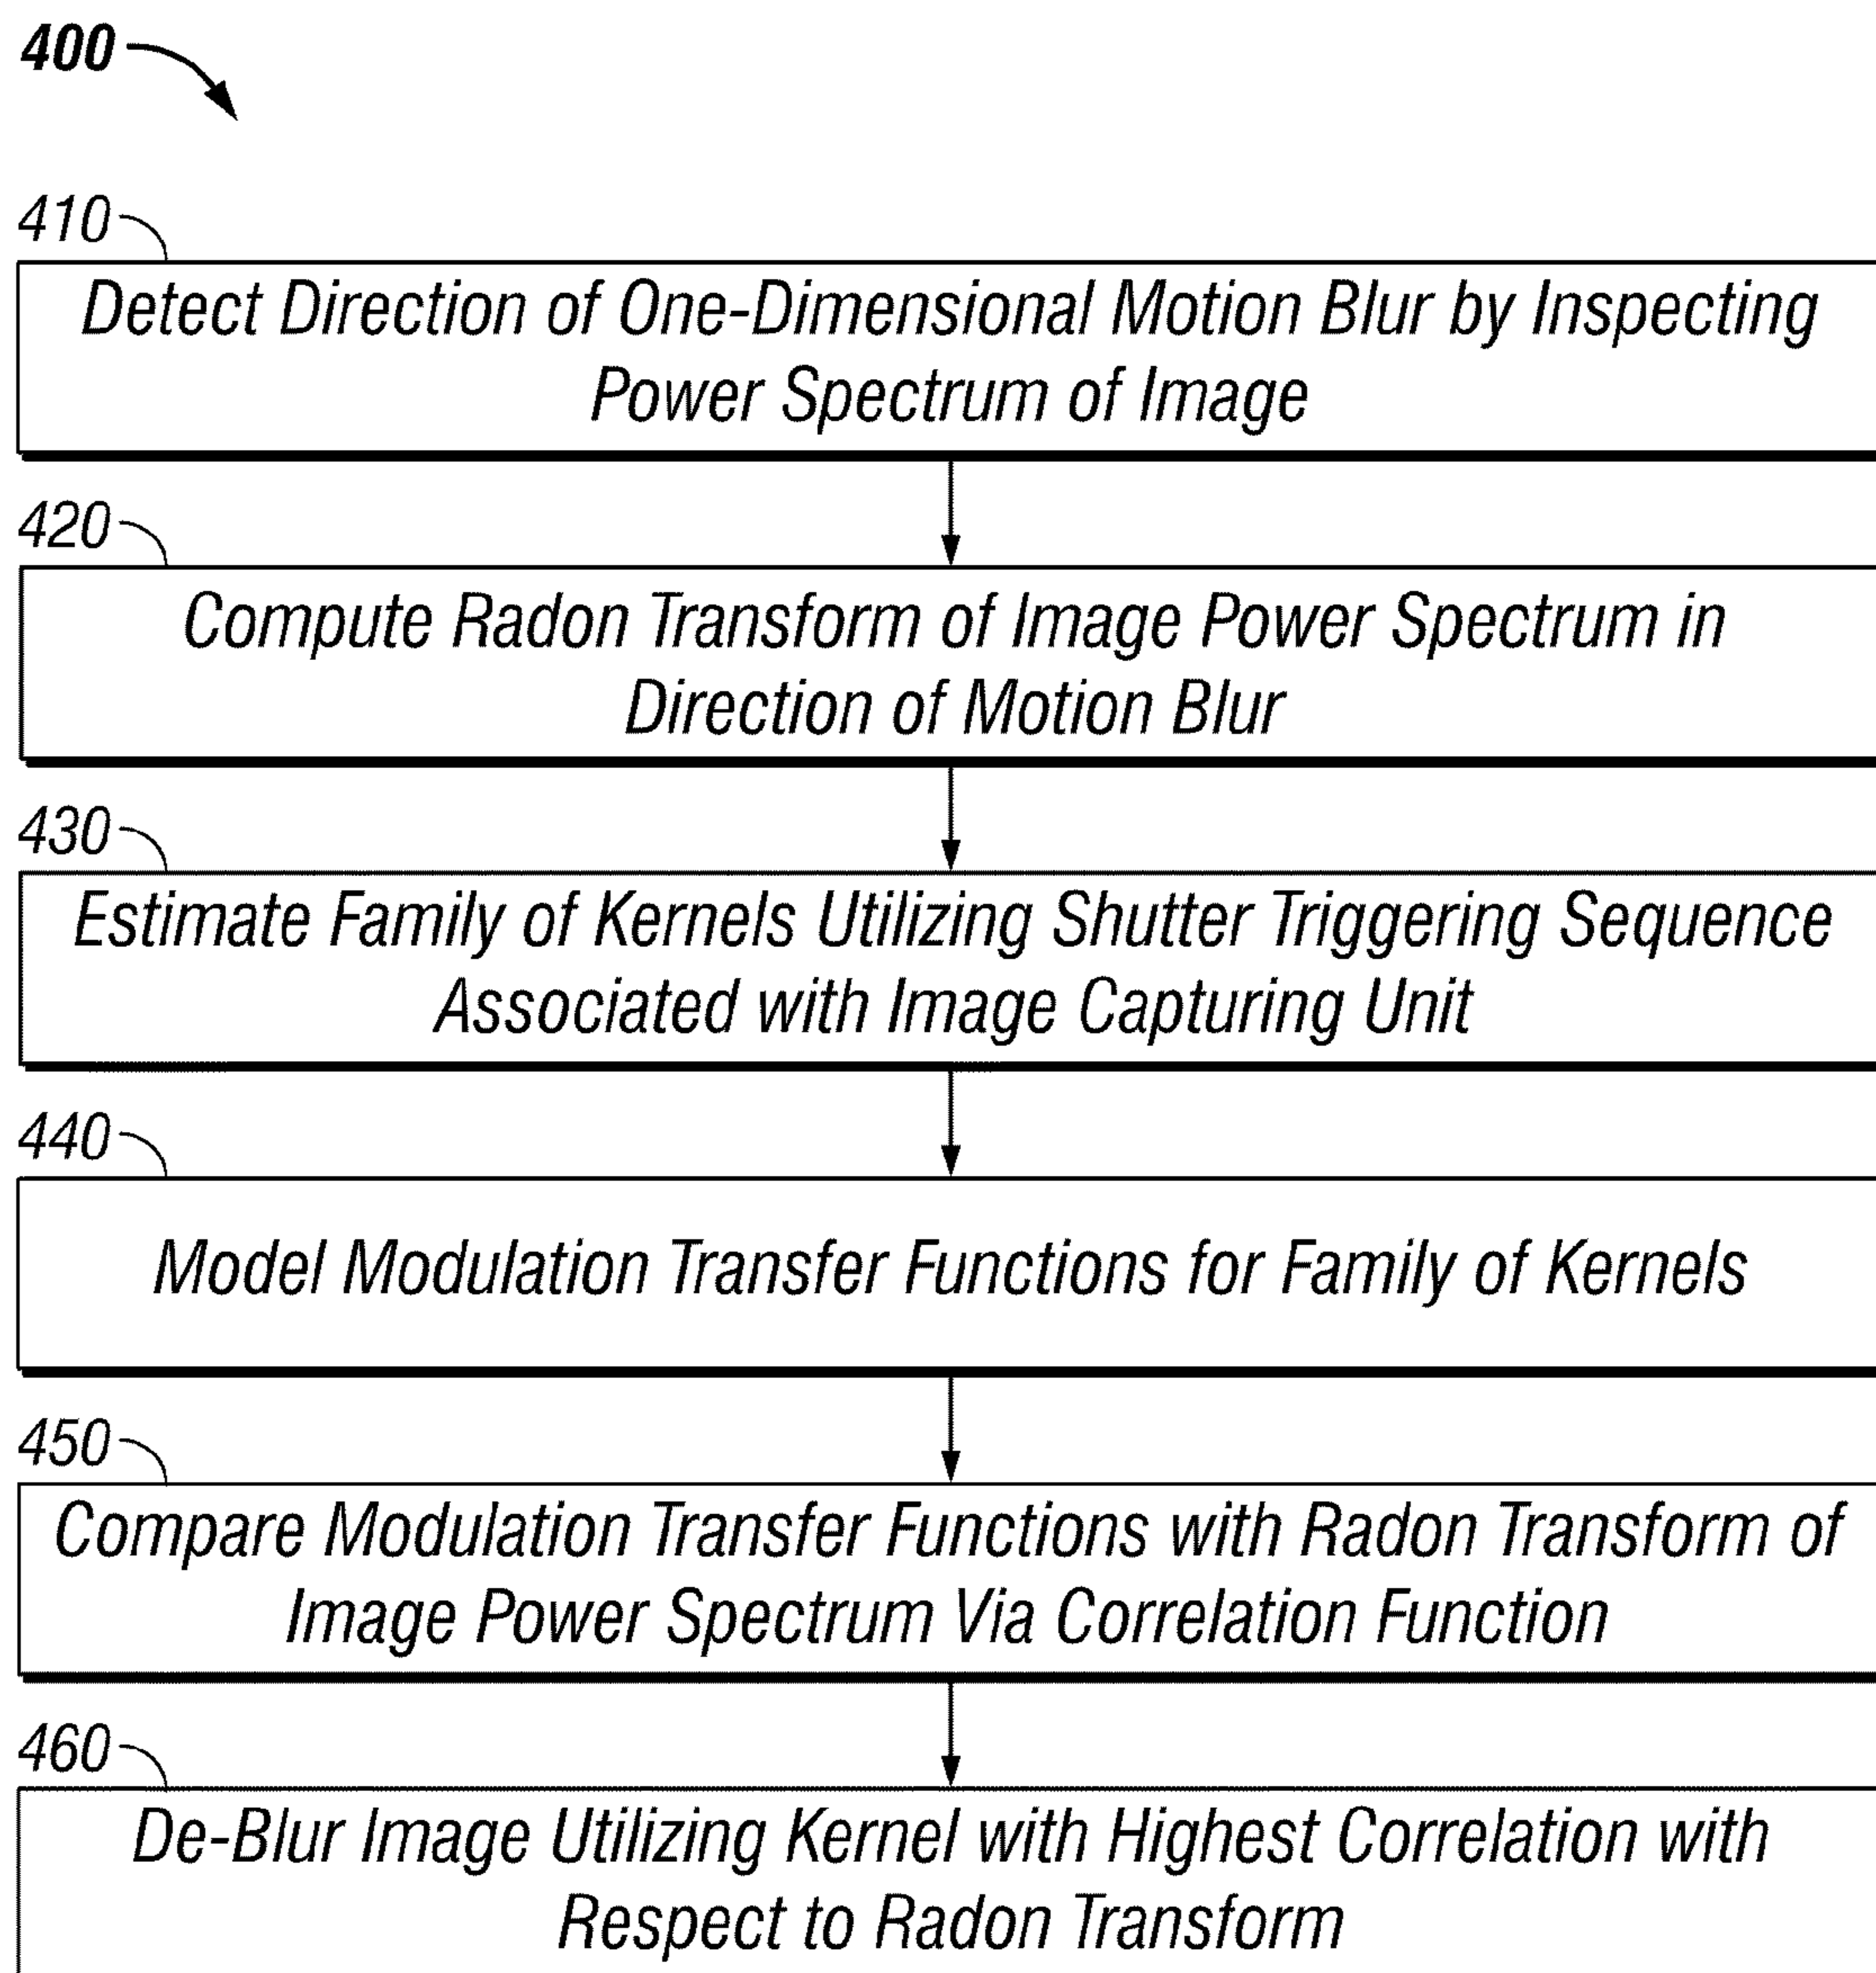 400
410
Detect Direction of One-Dimensional Motion Blur by Inspecting
Power Spectrum of Image
420
Compute Radon Transform of Image Power Spectrum in
Direction of Motion Blur
430
Estimate Family of Kernels Utilizing Shutter Triggering Sequence
Associated with Image Capturing Unit
440
Model Modulation Transfer Functions for Family of Kernels
450
Compare Modulation Transfer Functions with Radon Transform of
Image Power Spectrum Via Correlation Function
460
De-Blur Image Utilizing Kernel with Highest Correlation with
Respect to Radon Transform